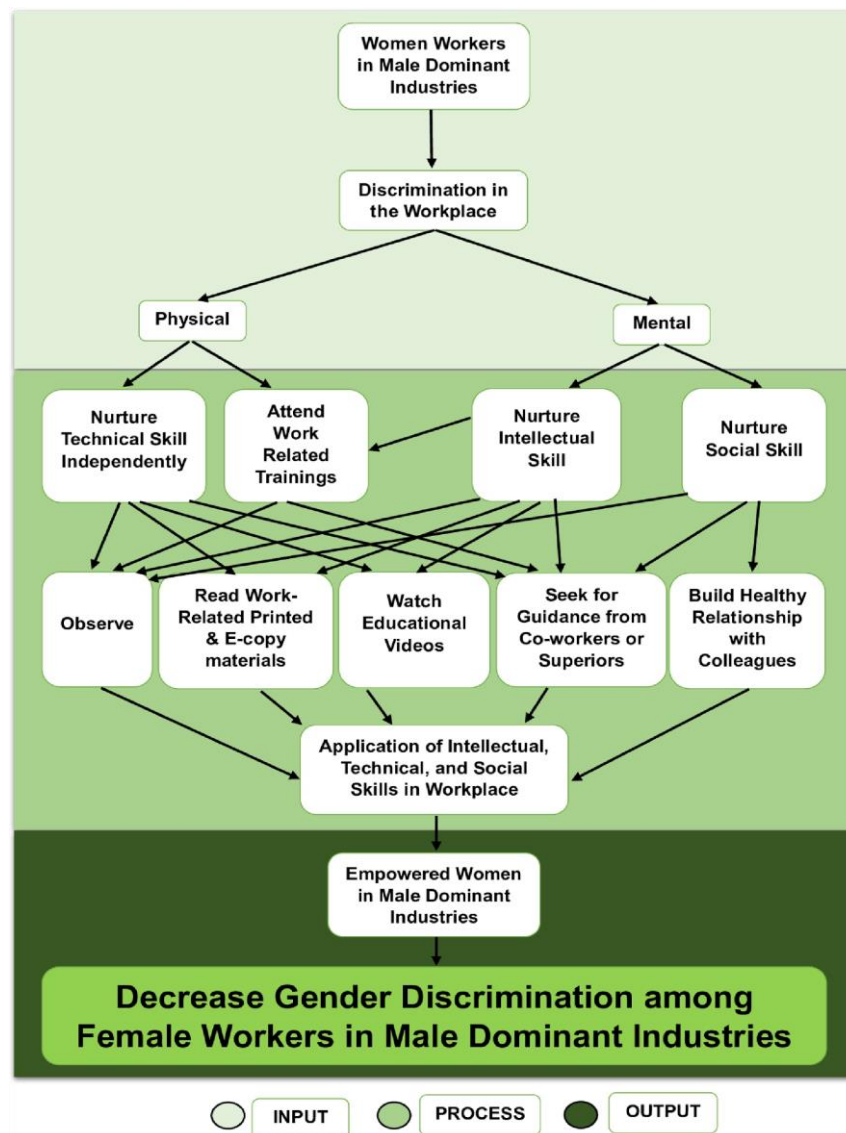 Women Workers
in Male Dominant
Industries
Discrimination in
the Workplace
Physical
Mental
Nurture
Technical Skill
Independently
Attend
Work
Related
Trainings
Nurture
Intellectual
Skill
Nurture
Social Skill
Observe
Read Work-
Related Printed
& E-copy
materials
Watch
Educational
Videos
Seek for
Guidance from
Co-workers or
Superiors
Build Healthy
Relationship
with
Colleagues
Application of Intellectual,
Technical, and Social
Skills in Workplace
Empowered Women
in Male Dominant
Industries
Decrease Gender Discrimination among
Female Workers in Male Dominant Industries
INPUT
PROCESS
OUTPUT